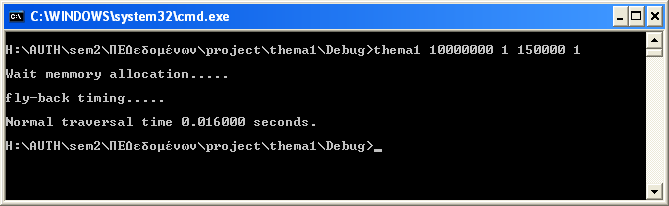 C:\WINDOWS\system32\cmd.exe
H:\AUTH\sem2\ΠΕΔεδομένων\project\thema1\Debug>thema1 10000000 1 150000 1
Wait memmory allocation.....
fly-back timing.....
Normal traversal time 0.016000 seconds.
H:\AUTH\sem2\ΠΕΔεδομένων\project\thema1\Debug>_